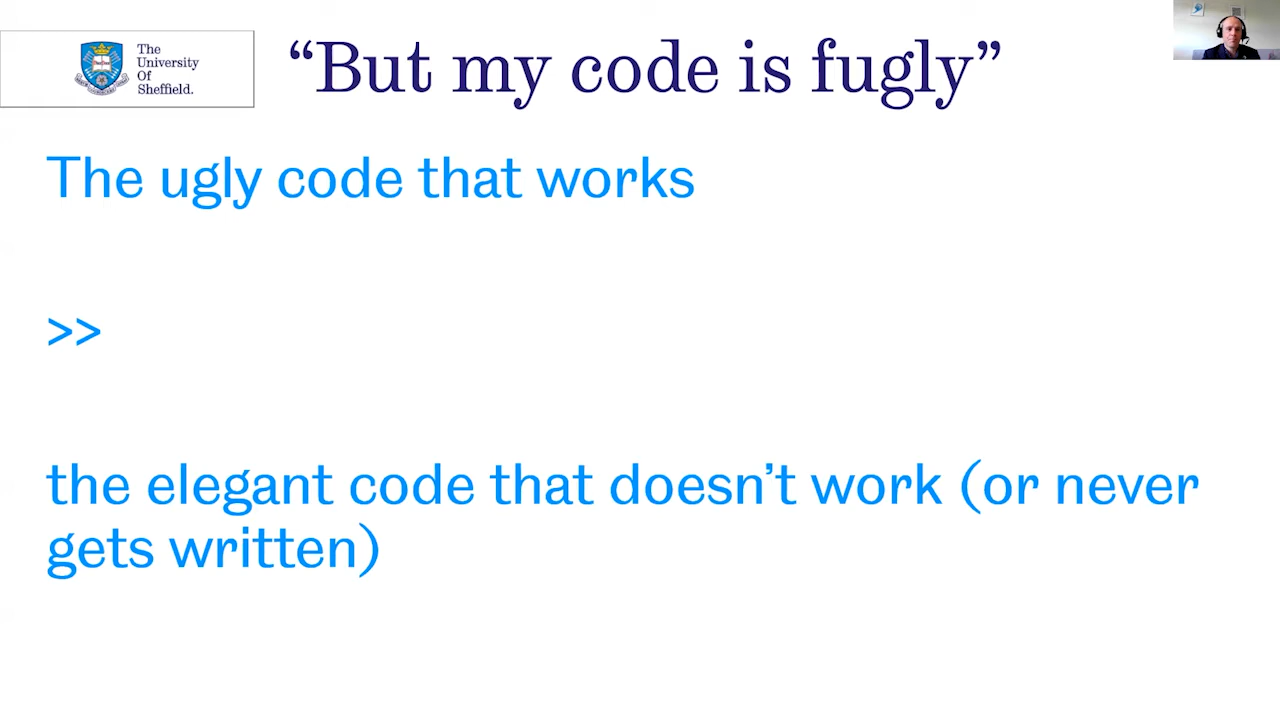 The
University
Of
Sheffield.
“But my code is fugly”
The ugly code that works
>>
the elegant code that doesn’t work (or never
gets written)